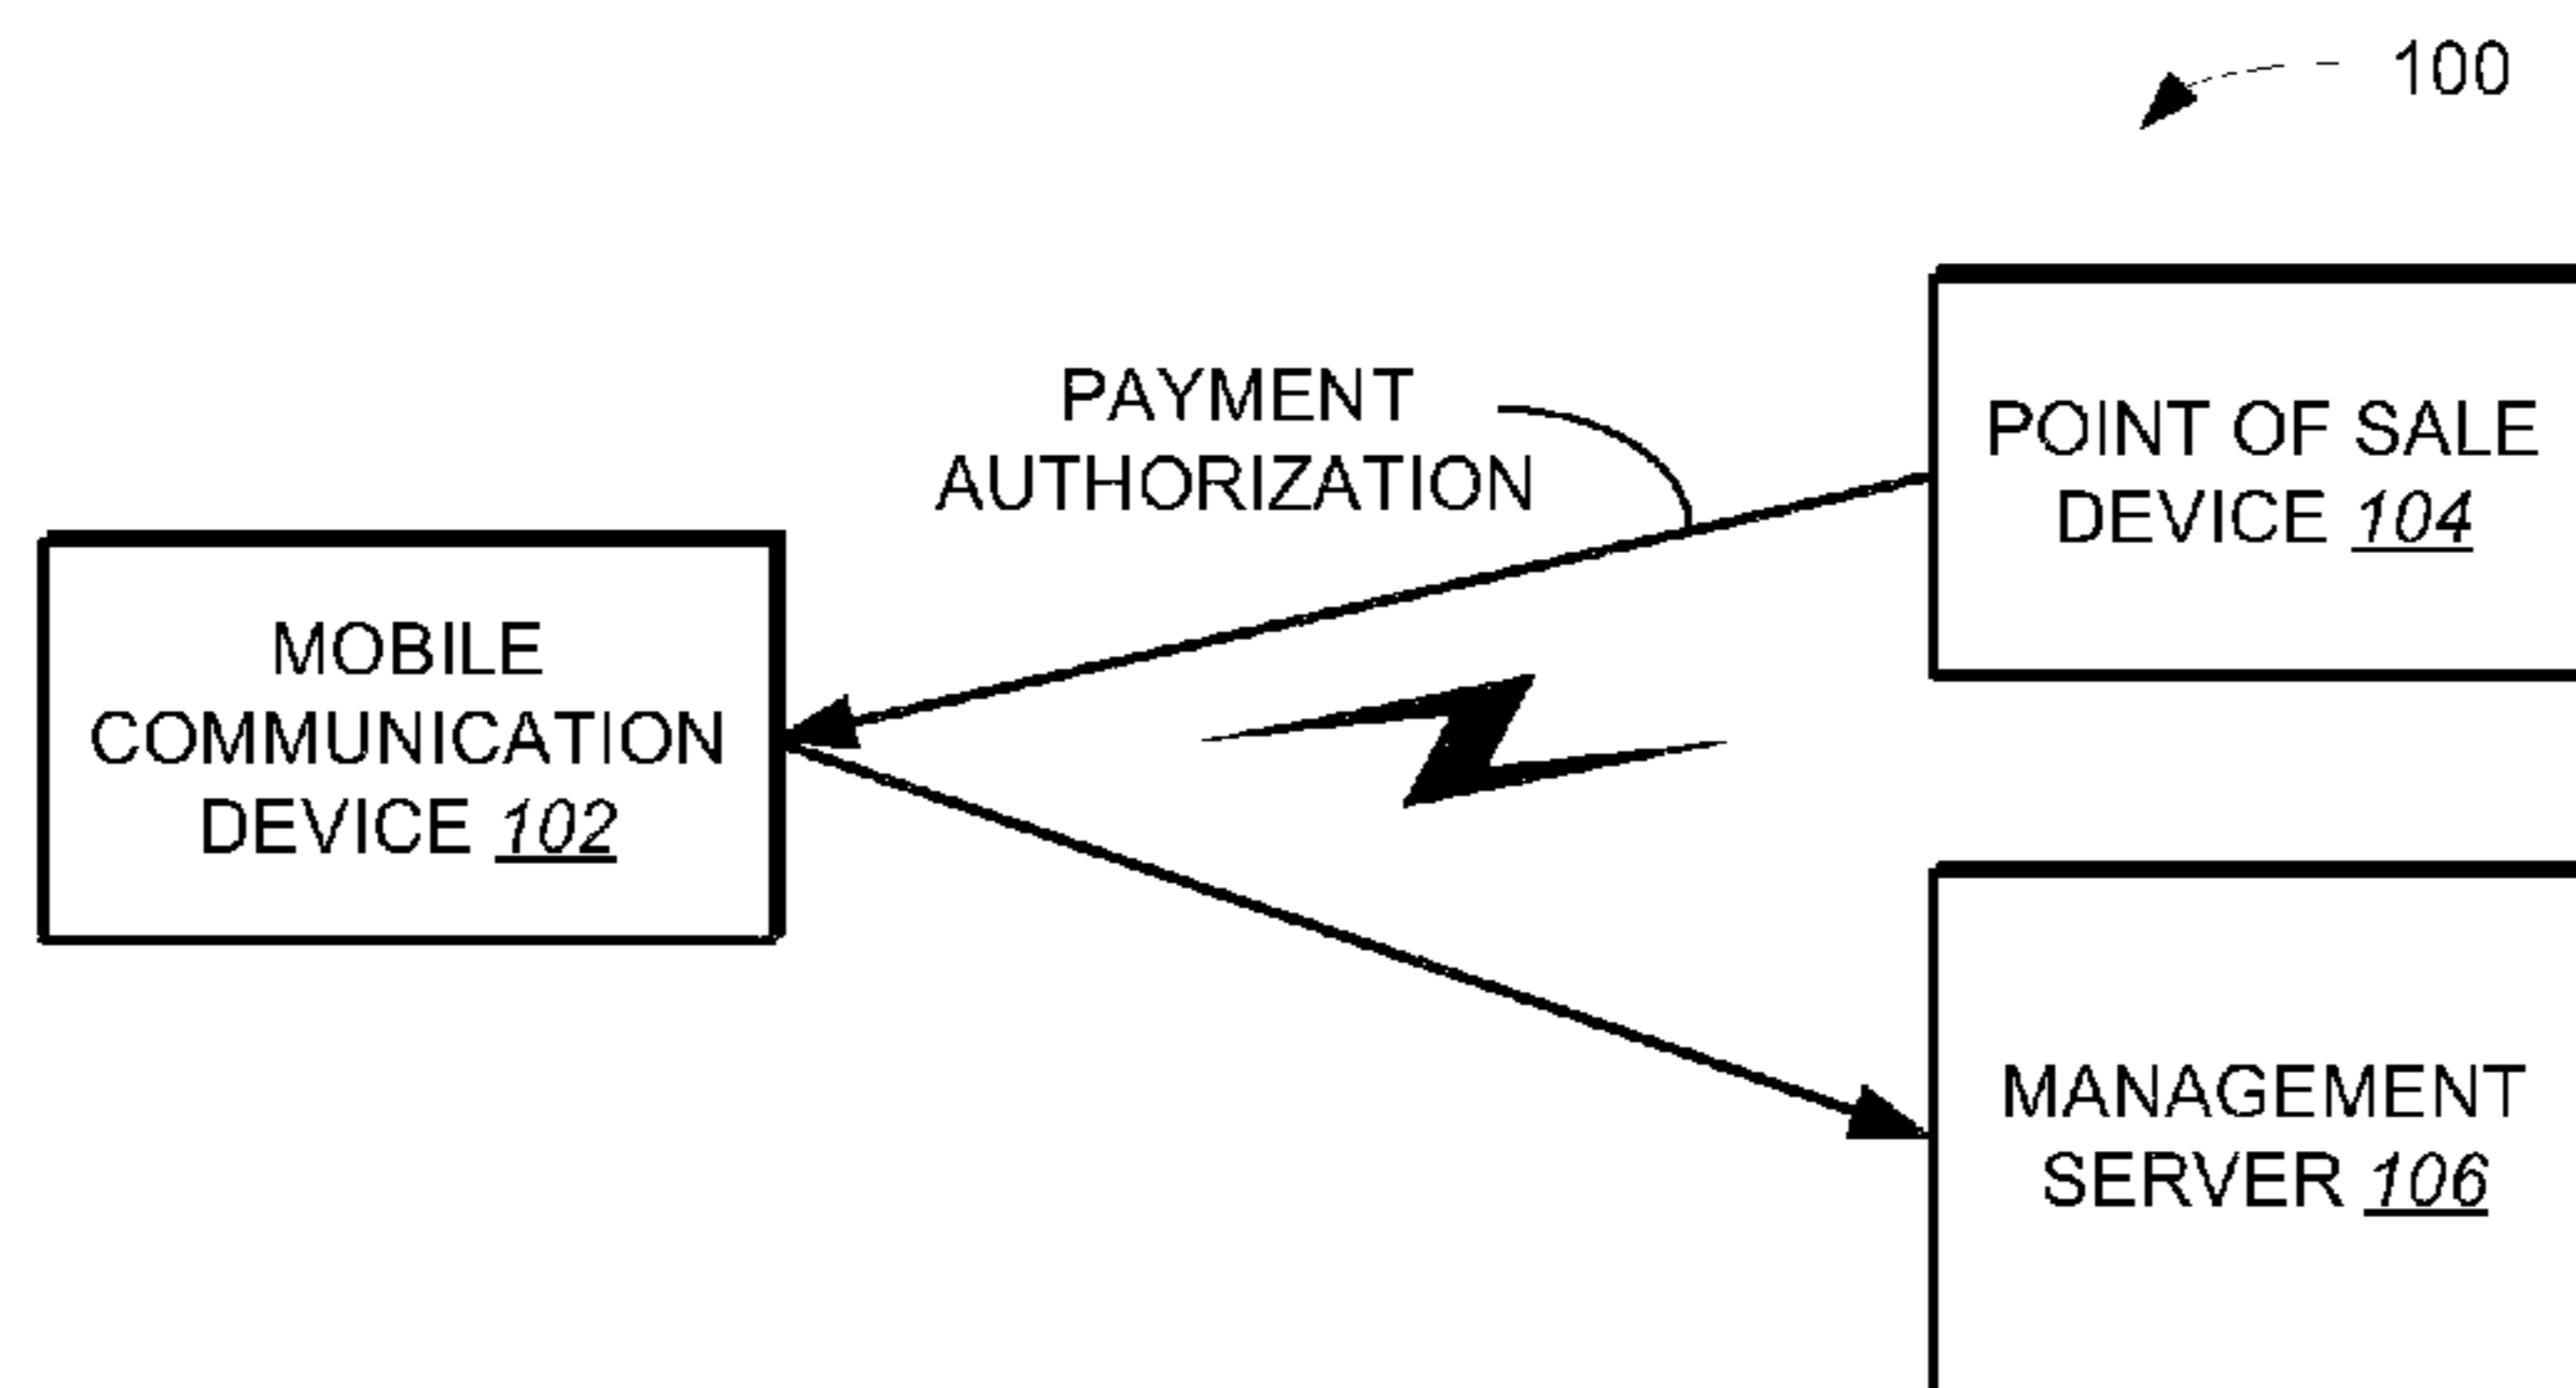 100
PAYMENT
AUTHORIZATION
POINT OF SALE
DEVICE 104
MOBILE
COMMUNICATION
DEVICE 102
MANAGEMENT
SERVER 106